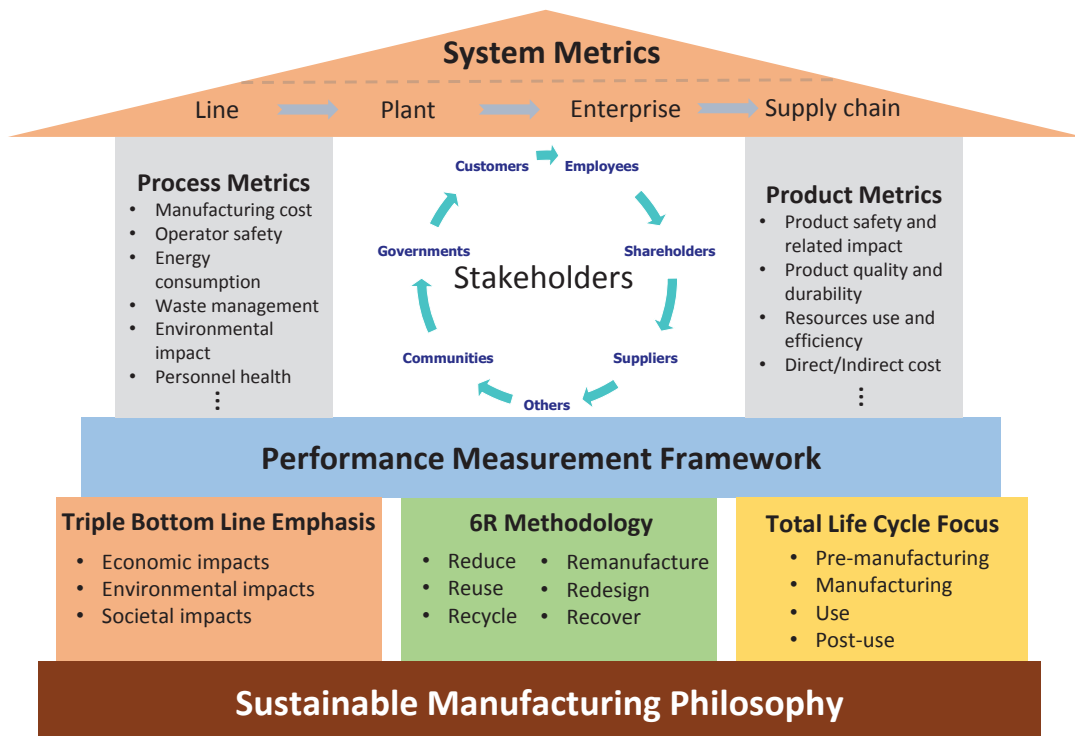 System Metrics
Line
Plant
Enterprise
Supply chain
Process Metrics
• Manufacturing cost
• Operator safety
• Energy
consumption
• Waste management
• Environmental
impact
• Personnel health
⋮
Customers
Employees
Governments
Shareholders
Stakeholders
Communities
Suppliers
Others
Product Metrics
• Product safety and
related impact
• Product quality and
durability
• Resources use and
efficiency
• Direct/Indirect cost
⋮
Performance Measurement Framework
Triple Bottom Line Emphasis
• Economic impacts
• Environmental impacts
• Societal impacts
6R Methodology
• Reduce
• Reuse
• Recycle
• Remanufacture
• Redesign
• Recover
Total Life Cycle Focus
• Pre-manufacturing
• Manufacturing
• Use
• Post-use
Sustainable Manufacturing Philosophy